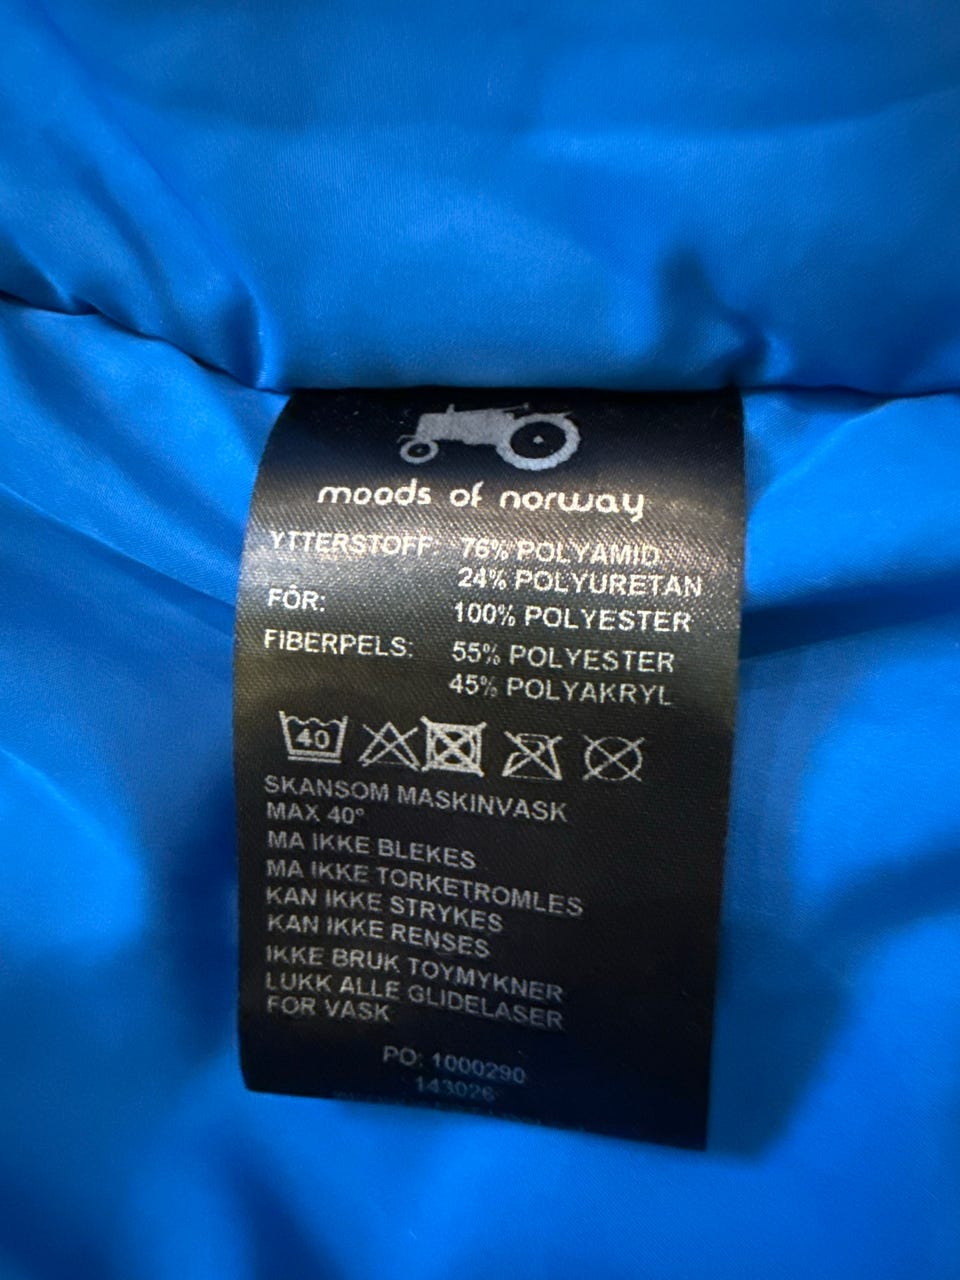 moods of norway
YTTERSTOFF: 76% POLYAMID
24% POLYURETAN
FÔR: 100% POLYESTER
FIBERPELS: 55% POLYESTER
45% POLYAKRYL
40
SKANSOM MASKINVASK
MAX 40°
MA IKKE BLEKES
MA IKKE TORKETROMLES
KAN IKKE STRYKES
KAN IKKE RENSES
IKKE BRUK TOYMYKNER
LUKK ALLE GLIDELASER
FOR VASK
PO: 1000290
143026